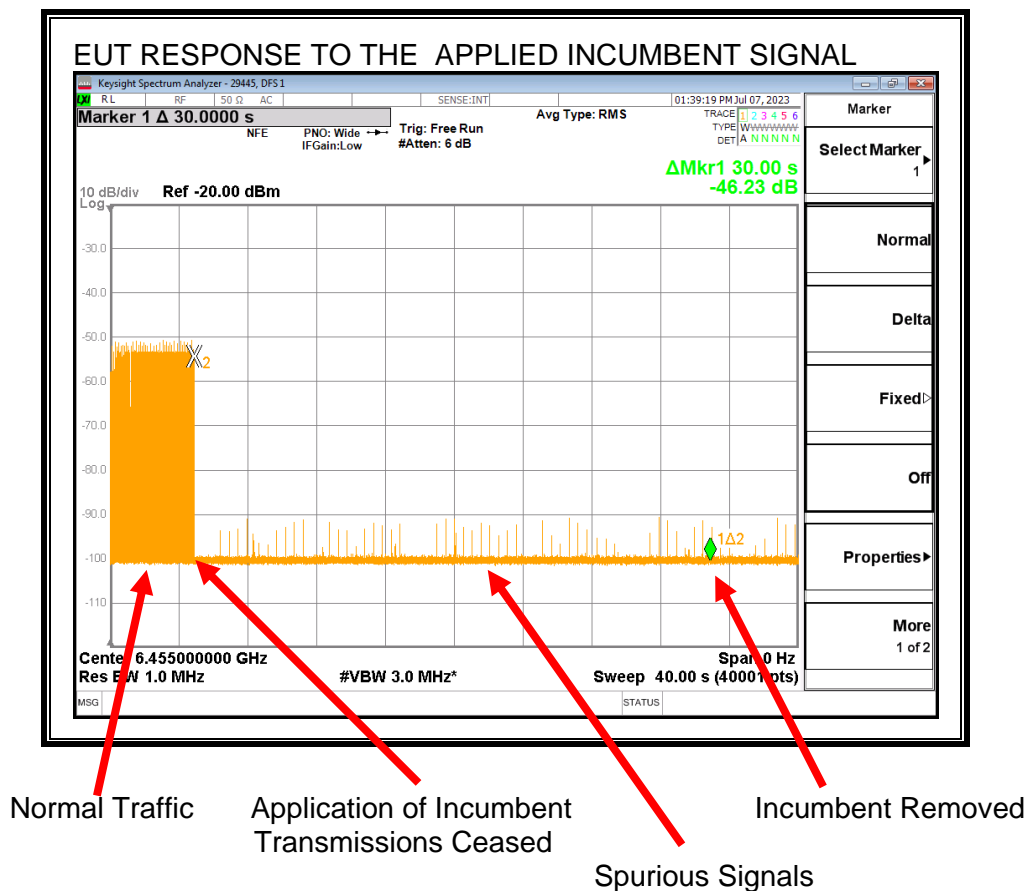 EUT RESPONSE TO THE APPLIED INCUMBENT SIGNAL
Keysight Spectrum Analyzer - 29445, DFS 1
LXI RL RF 50 Ω AC SENSE:INT 01:39:19 PM Jul 07, 2023
Marker 1 Δ 30.0000 s
NFE
PNO: Wide
IFGain:Low
Trig: Free Run
#Atten: 6 dB
Avg Type: RMS
TRACE 1 2 3 4 5 6
TYPE WWWWWW
DET A N N N N N
ΔMkr1 30.00 s
-46.23 dB
10 dB/div Ref -20.00 dBm
Log
-30.0
-40.0
-50.0
-60.0
-70.0
-80.0
-90.0
-100
-110
2
1Δ2
Center 6.455000000 GHz Span 0 Hz
Res BW 1.0 MHz #VBW 3.0 MHz* Sweep 40.00 s (40001 pts)
MSG STATUS
Marker
Select Marker
1
Normal
Delta
Fixed
Off
Properties
More
1 of 2
Normal Traffic
Application of Incumbent
Transmissions Ceased
Spurious Signals
Incumbent Removed